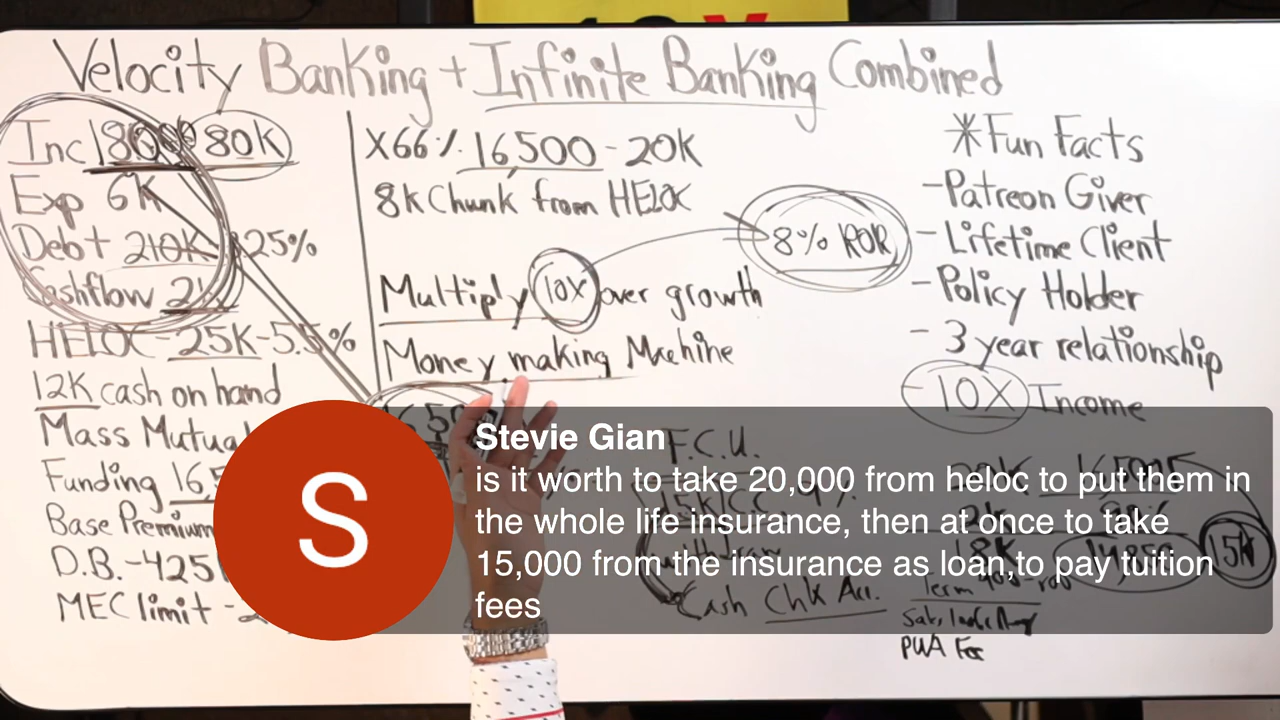 Velocity Banking + Infinite Banking Combined
Inc 18000 80K
Exp 6K
Debt 210K 25%
Cashflow 2K
HELOC - 25K - 5.5%
12K cash on hand
Mass Mutual
Funding 16,5
Base Premium
D.B. - 425
MEC limit - 2
X66% 16,500 - 20K
8K Chunk from HELOC
Multiply 10X over growth
8% ROR
Money making Machine
*Fun Facts
- Patreon Giver
- Lifetime Client
- Policy Holder
- 3 year relationship
- 10X Income
F.C.U.
18K 14850 15K
Cash Chk Acc.
PUA Fee
S
Stevie Gian
is it worth to take 20,000 from heloc to put them in
the whole life insurance, then at once to take
15,000 from the insurance as loan,to pay tuition
fees